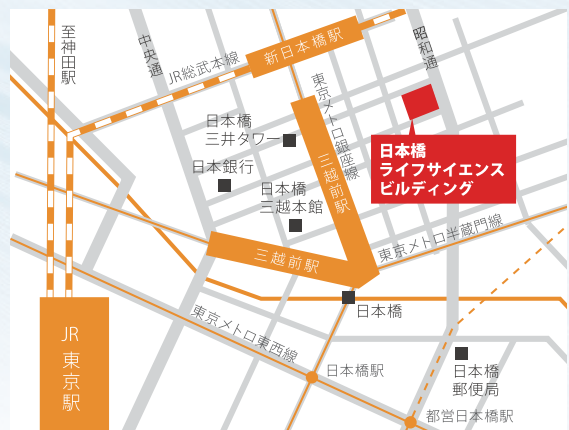 至神田駅
中央通
JR総武本線
新日本橋駅
昭和通
東京メトロ銀座線
日本橋
三井タワー
日本銀行
日本橋
三越本館
三越前駅
日本橋
ライフサイエンス
ビルディング
三越前駅
東京メトロ半蔵門線
日本橋
東京メトロ東西線
JR
東京駅
日本橋駅
日本橋
郵便局
都営日本橋駅